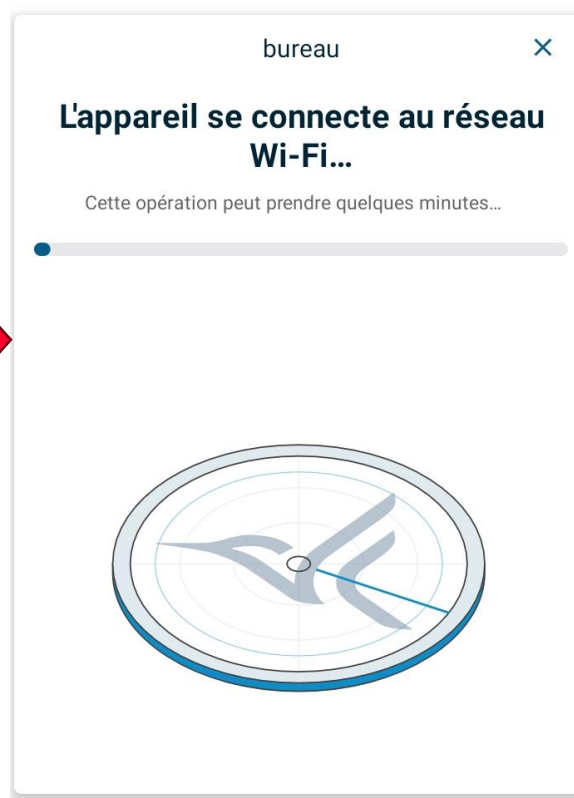 bureau
L'appareil se connecte au réseau
Wi-Fi...
Cette opération peut prendre quelques minutes...